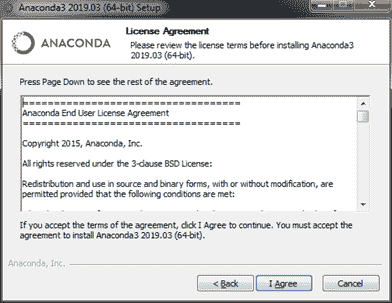 Anaconda3 2019.03 (64-bit) Setup
ANACONDA
License Agreement
Please review the license terms before installing Anaconda3
2019.03 (64-bit).
Press Page Down to see the rest of the agreement.
===================================
Anaconda End User License Agreement
===================================
Copyright 2015, Anaconda, Inc.
All rights reserved under the 3-clause BSD License:
Redistribution and use in source and binary forms, with or without modification, are
permitted provided that the following conditions are met:
If you accept the terms of the agreement, click I Agree to continue. You must accept the
agreement to install Anaconda3 2019.03 (64-bit).
Anaconda, Inc.
< Back
I Agree
Cancel